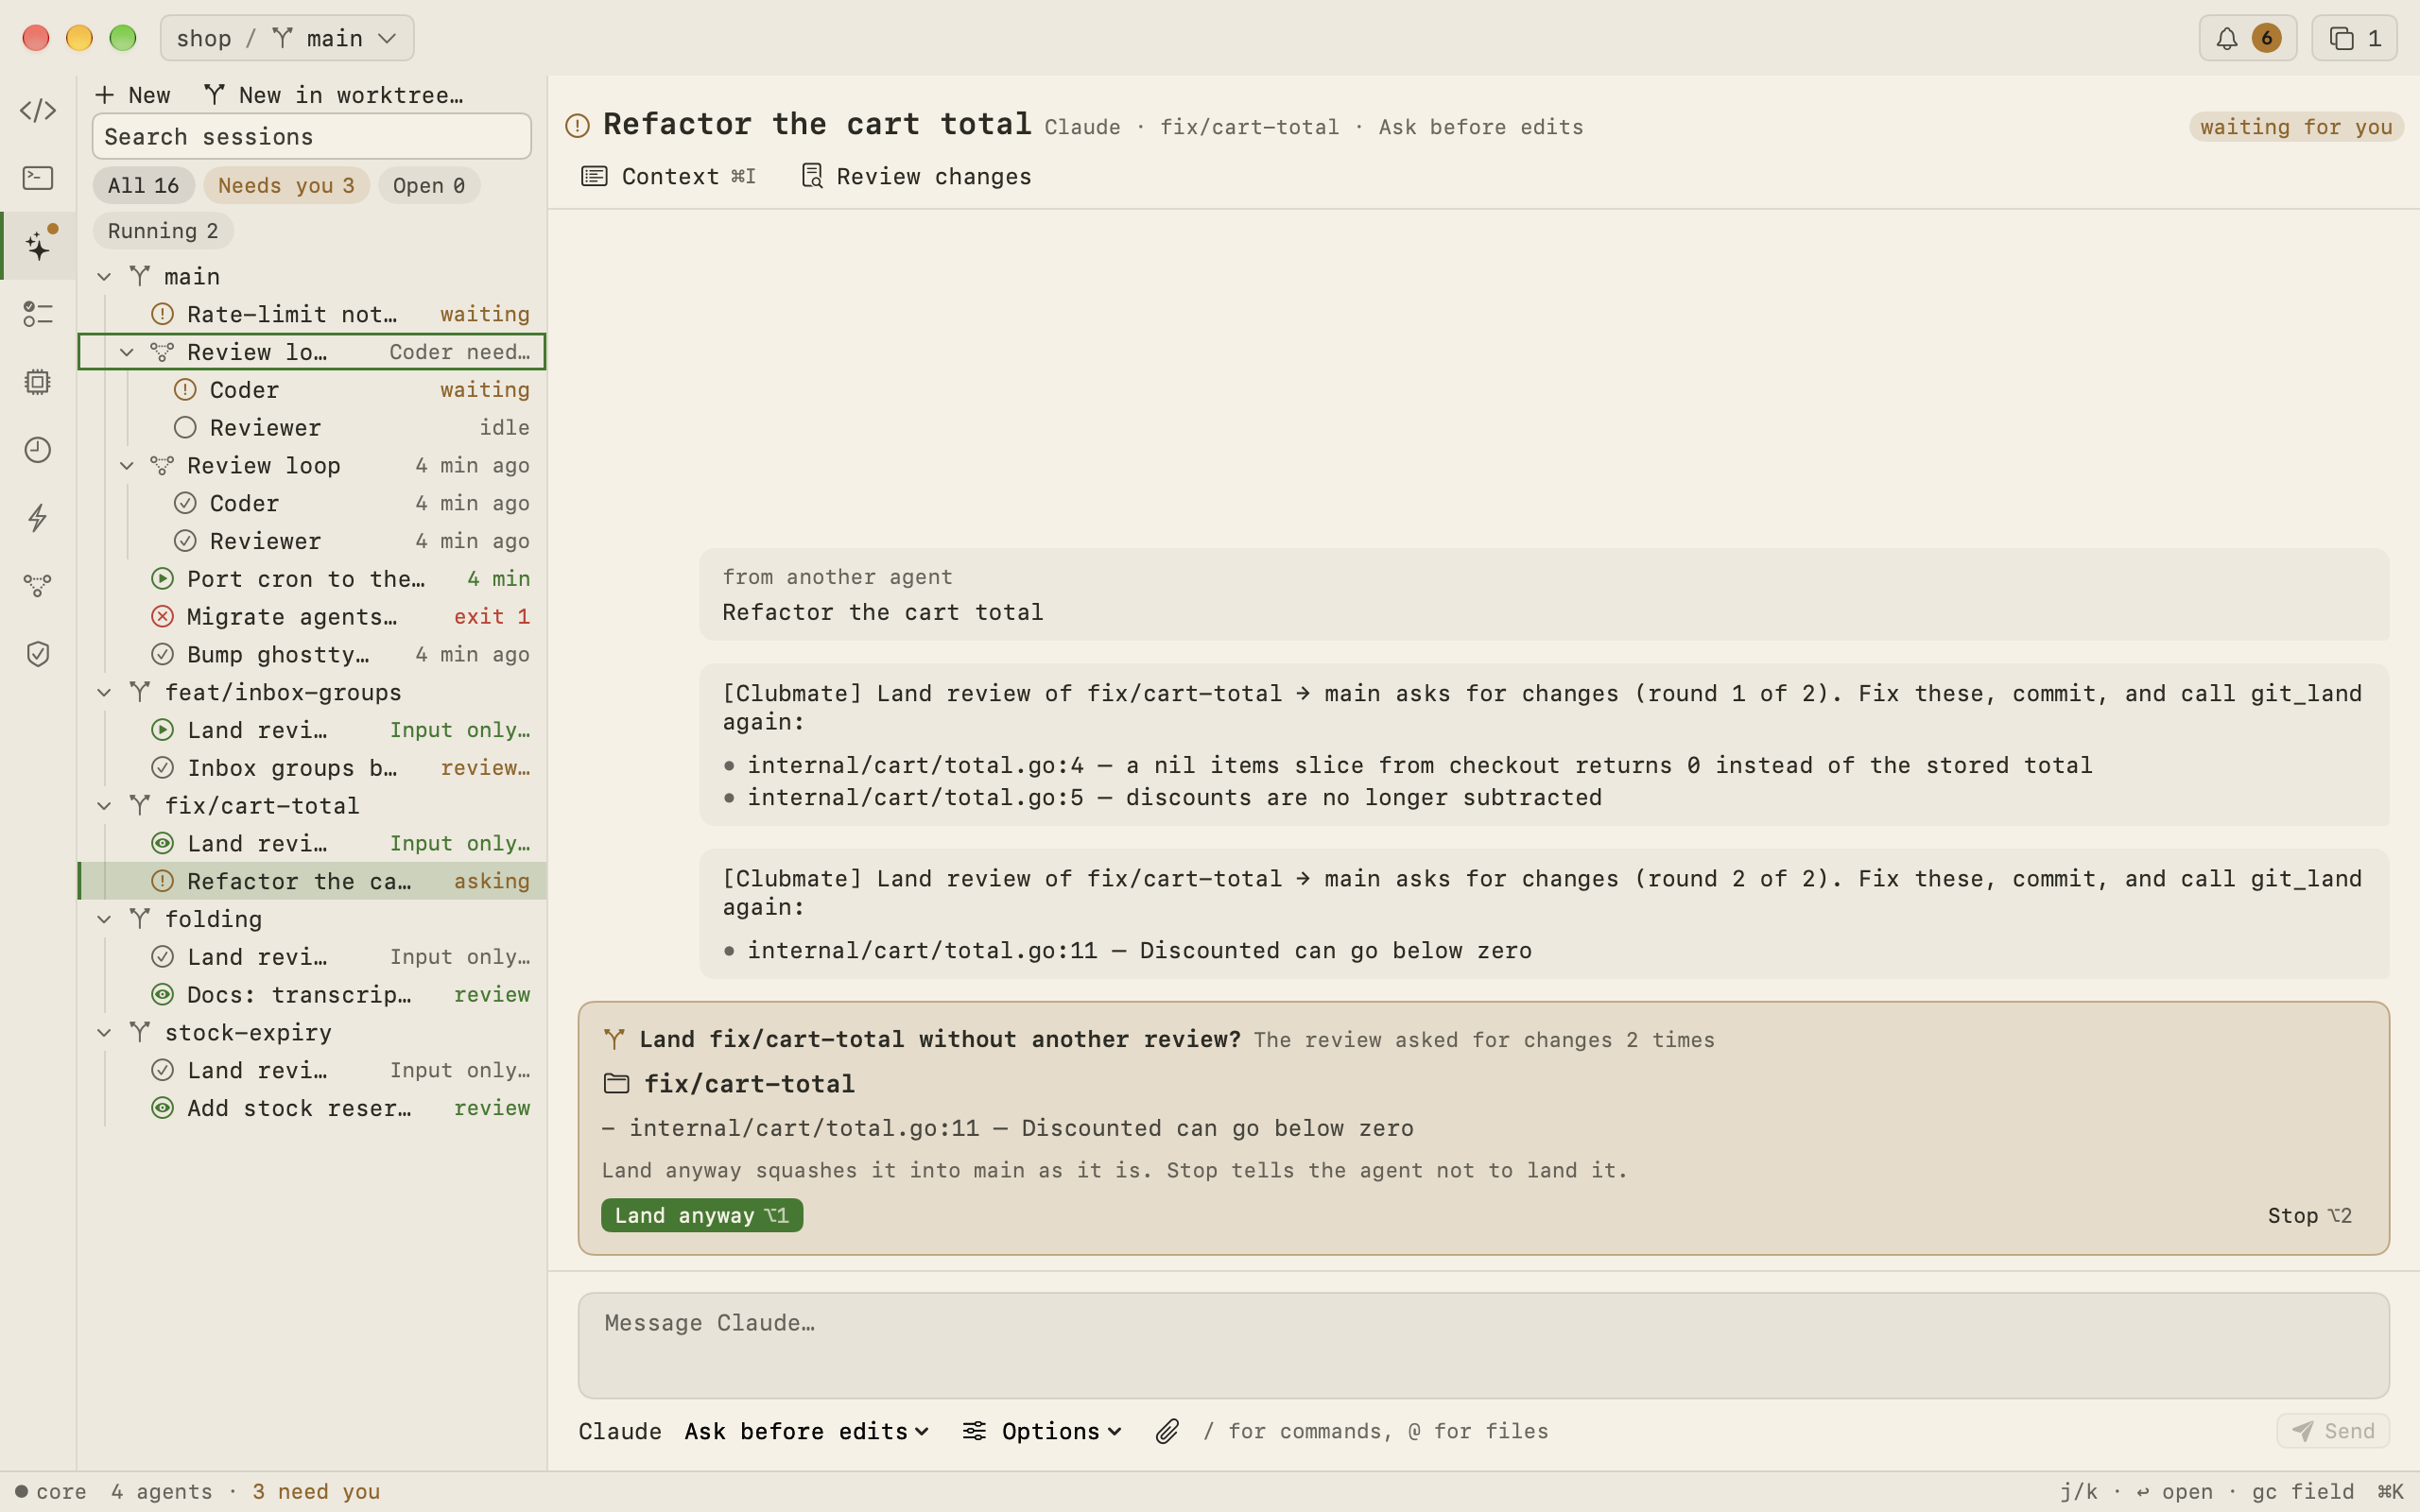 shop / main
6
1
+ New New in worktree…
Search sessions
All 16 Needs you 3 Open 0
Running 2
main
Rate-limit not… waiting
Review lo… Coder need…
Coder waiting
Reviewer idle
Review loop 4 min ago
Coder 4 min ago
Reviewer 4 min ago
Port cron to the… 4 min
Migrate agents… exit 1
Bump ghostty… 4 min ago
feat/inbox-groups
Land revi… Input only…
Inbox groups b… review…
fix/cart-total
Land revi… Input only…
Refactor the ca… asking
folding
Land revi… Input only…
Docs: transcrip… review
stock-expiry
Land revi… Input only…
Add stock reser… review
Refactor the cart total Claude · fix/cart-total · Ask before edits
waiting for you
Context ⌘I Review changes
from another agent
Refactor the cart total
[Clubmate] Land review of fix/cart-total → main asks for changes (round 1 of 2). Fix these, commit, and call git_land
again:
• internal/cart/total.go:4 — a nil items slice from checkout returns 0 instead of the stored total
• internal/cart/total.go:5 — discounts are no longer subtracted
[Clubmate] Land review of fix/cart-total → main asks for changes (round 2 of 2). Fix these, commit, and call git_land
again:
• internal/cart/total.go:11 — Discounted can go below zero
Land fix/cart-total without another review? The review asked for changes 2 times
fix/cart-total
– internal/cart/total.go:11 — Discounted can go below zero
Land anyway squashes it into main as it is. Stop tells the agent not to land it.
Land anyway ⌥1
Stop ⌥2
Message Claude…
Claude Ask before edits Options / for commands, @ for files
Send
core 4 agents · 3 need you
j/k · ↩ open · gc field ⌘K